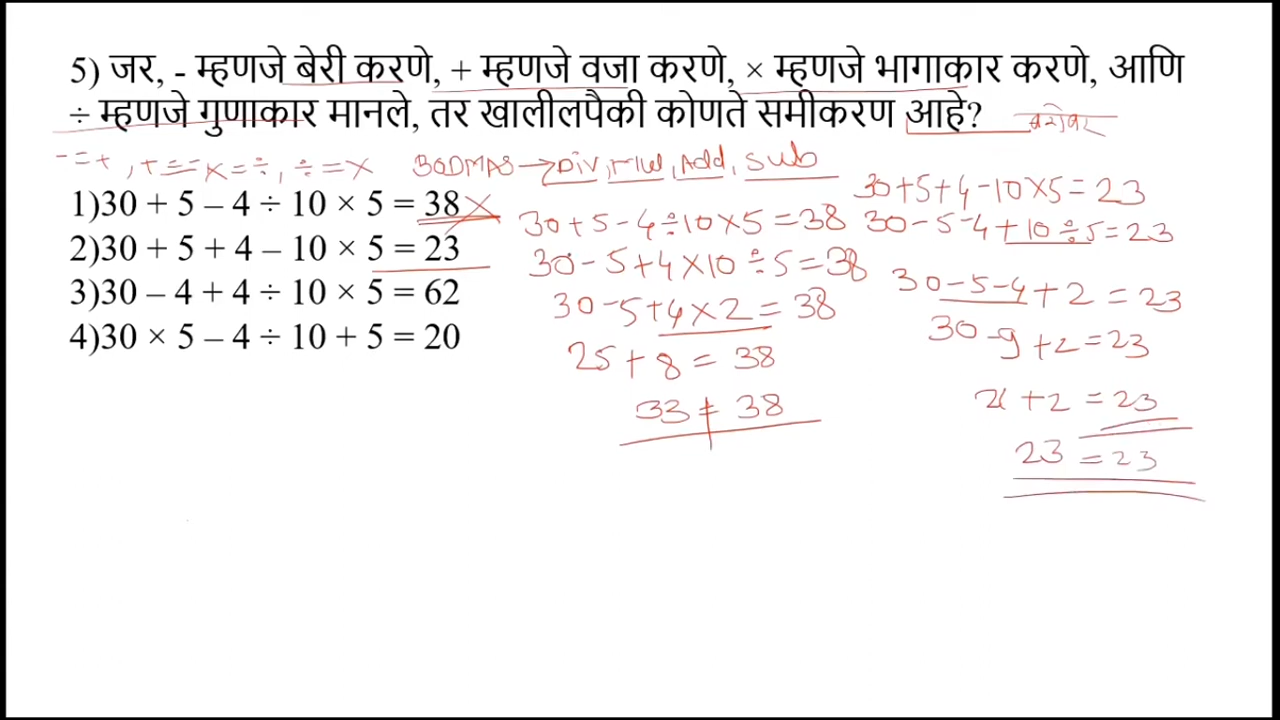 5) जर, - म्हणजे बेरी करणे, + म्हणजे वजा करणे, × म्हणजे भागाकार करणे, आणि
÷ म्हणजे गुणाकार मानले, तर खालीलपैकी कोणते समीकरण आहे?
बरोबर
- = +, + = - × = ÷, ÷ = × BODMAS → Div, Mul, Add, Sub
1)30 + 5 – 4 ÷ 10 × 5 = 38 ×
2)30 + 5 + 4 – 10 × 5 = 23
3)30 – 4 + 4 ÷ 10 × 5 = 62
4)30 × 5 – 4 ÷ 10 + 5 = 20
30 + 5 - 4 ÷ 10 × 5 = 38
30 - 5 + 4 × 10 ÷ 5 = 38
30 - 5 + 4 × 2 = 38
25 + 8 = 38
33 ≠ 38
30 + 5 + 4 - 10 × 5 = 23
30 - 5 - 4 + 10 ÷ 5 = 23
30 - 5 - 4 + 2 = 23
30 - 9 + 2 = 23
21 + 2 = 23
23 = 23